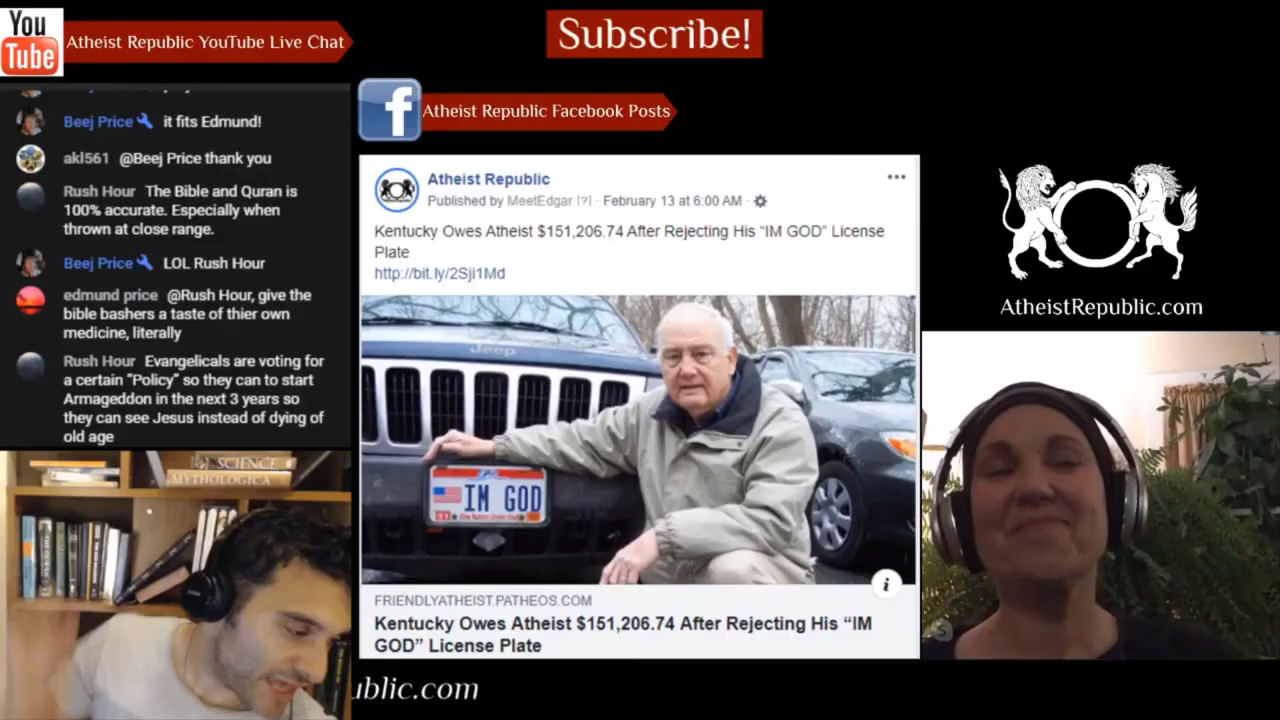 You
Tube
Atheist Republic YouTube Live Chat
Subscribe!
Atheist Republic Facebook Posts
Beej Price it fits Edmund!
akl561 @Beej Price thank you
Rush Hour The Bible and Quran is
100% accurate. Especially when
thrown at close range.
Beej Price LOL Rush Hour
edmund price @Rush Hour, give the
bible bashers a taste of thier own
medicine, literally
Rush Hour Evangelicals are voting for
a certain “Policy” so they can to start
Armageddon in the next 3 years so
they can see Jesus instead of dying of
old age
f
Atheist Republic
Published by MeetEdgar [?] · February 13 at 6:00 AM ·
Kentucky Owes Atheist $151,206.74 After Rejecting His “IM GOD” License
Plate
http://bit.ly/2Sji1Md
Jeep
IM GOD
i
FRIENDLYATHEIST.PATHEOS.COM
Kentucky Owes Atheist $151,206.74 After Rejecting His “IM
GOD” License Plate
AtheistRepublic.com
SCIENCE
MYTHOLOGICA
S
ublic.com